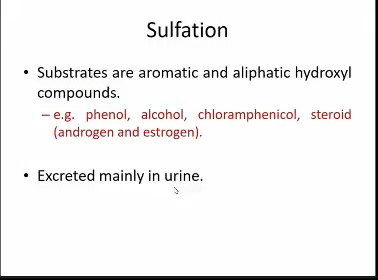 Sulfation
• Substrates are aromatic and aliphatic hydroxyl
compounds.
– e.g. phenol, alcohol, chloramphenicol, steroid
(androgen and estrogen).
• Excreted mainly in urine.